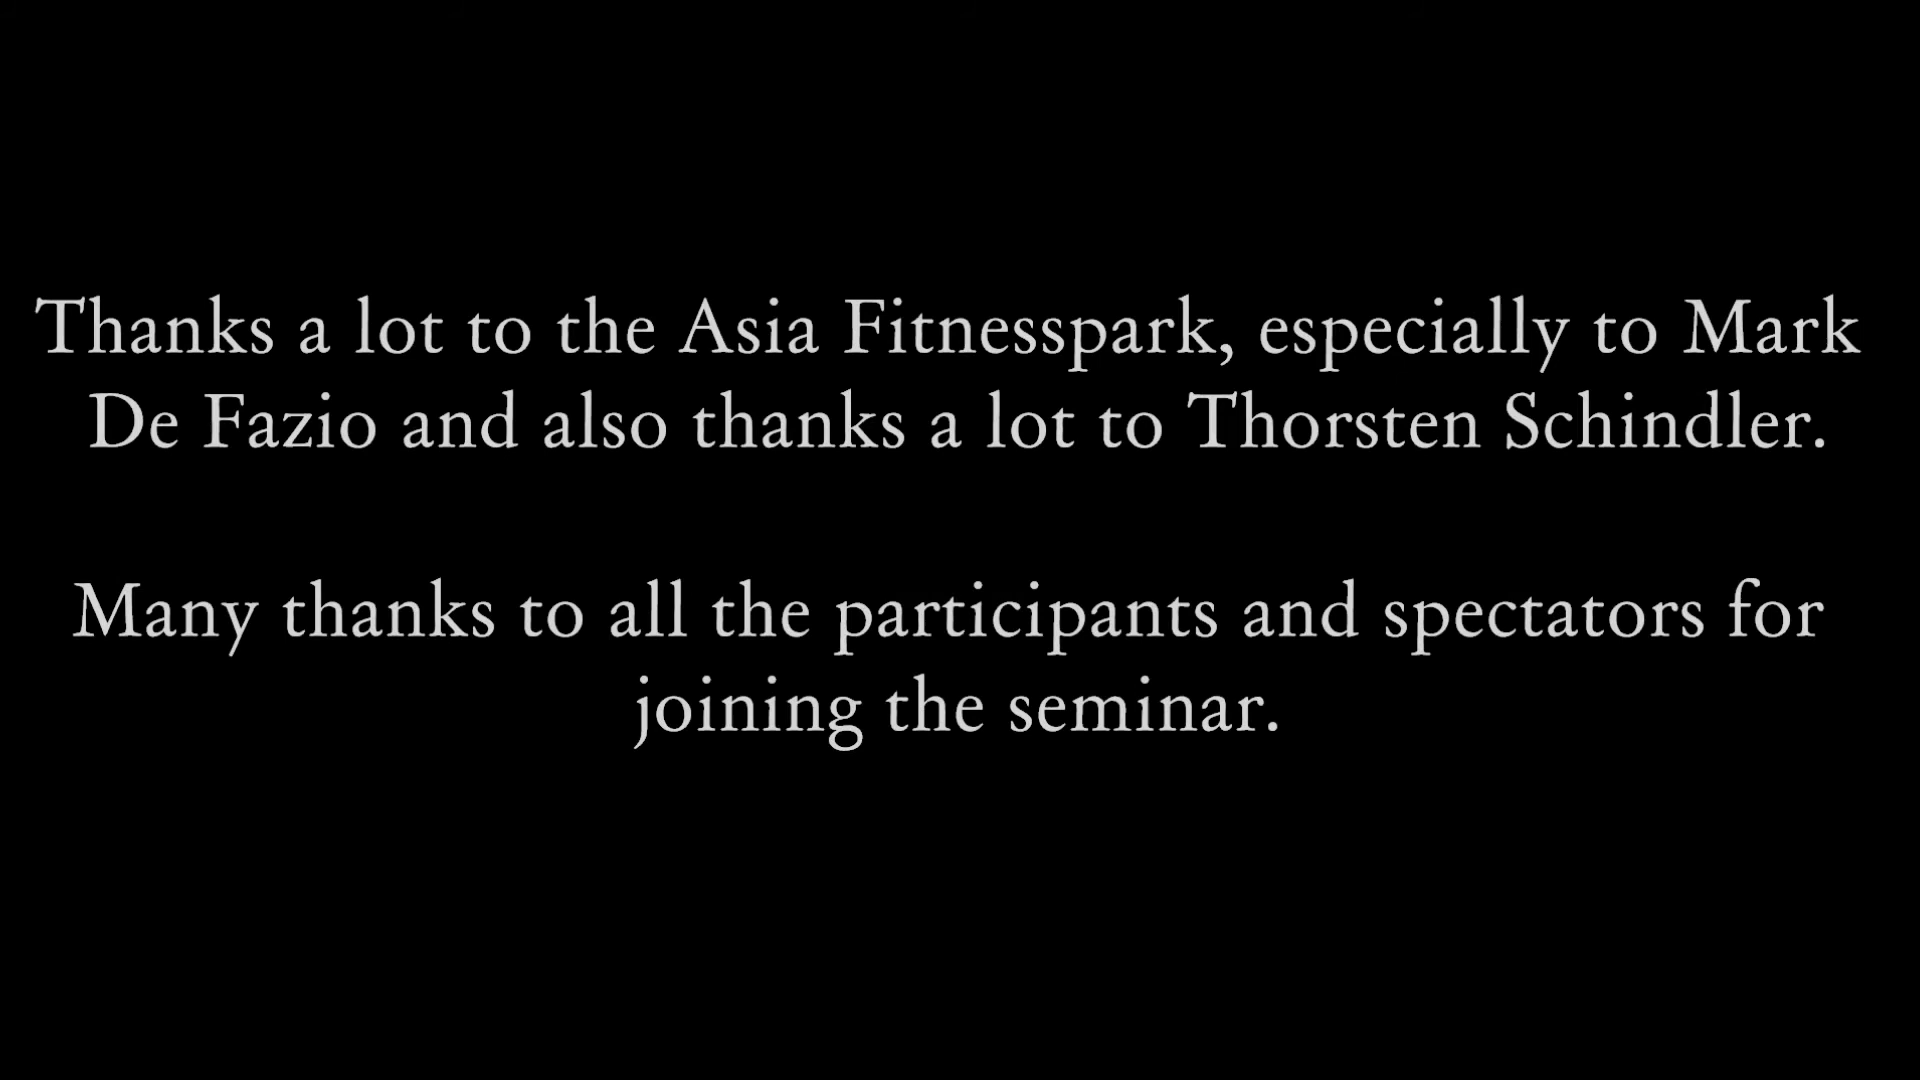 Thanks a lot to the Asia Fitnesspark, especially to Mark
De Fazio and also thanks a lot to Thorsten Schindler.
Many thanks to all the participants and spectators for
joining the seminar.